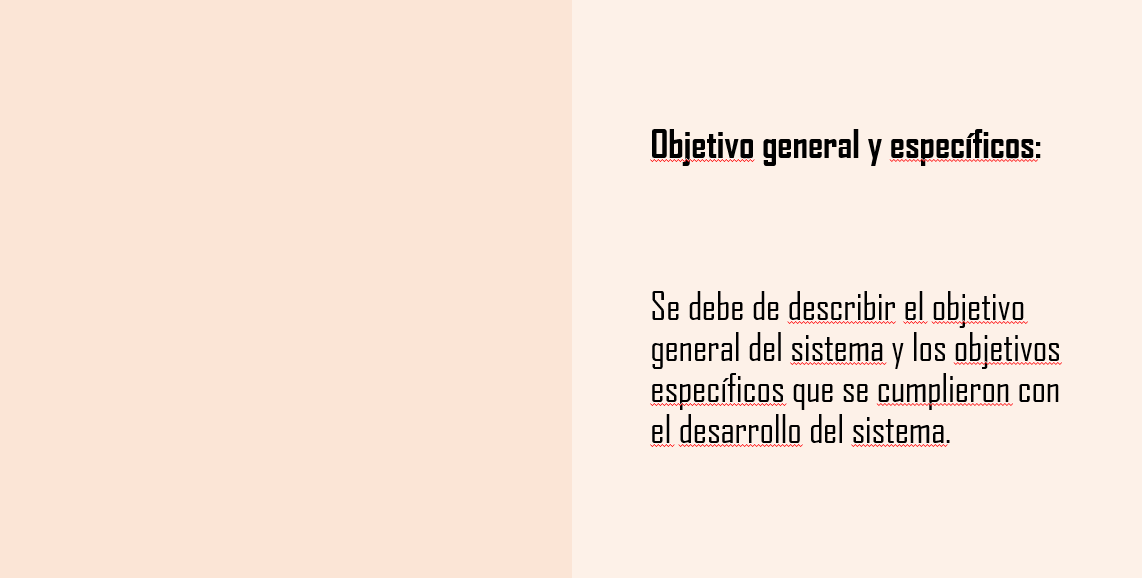 Objetivo general y específicos:
Se debe de describir el objetivo
general del sistema y los objetivos
específicos que se cumplieron con
el desarrollo del sistema.